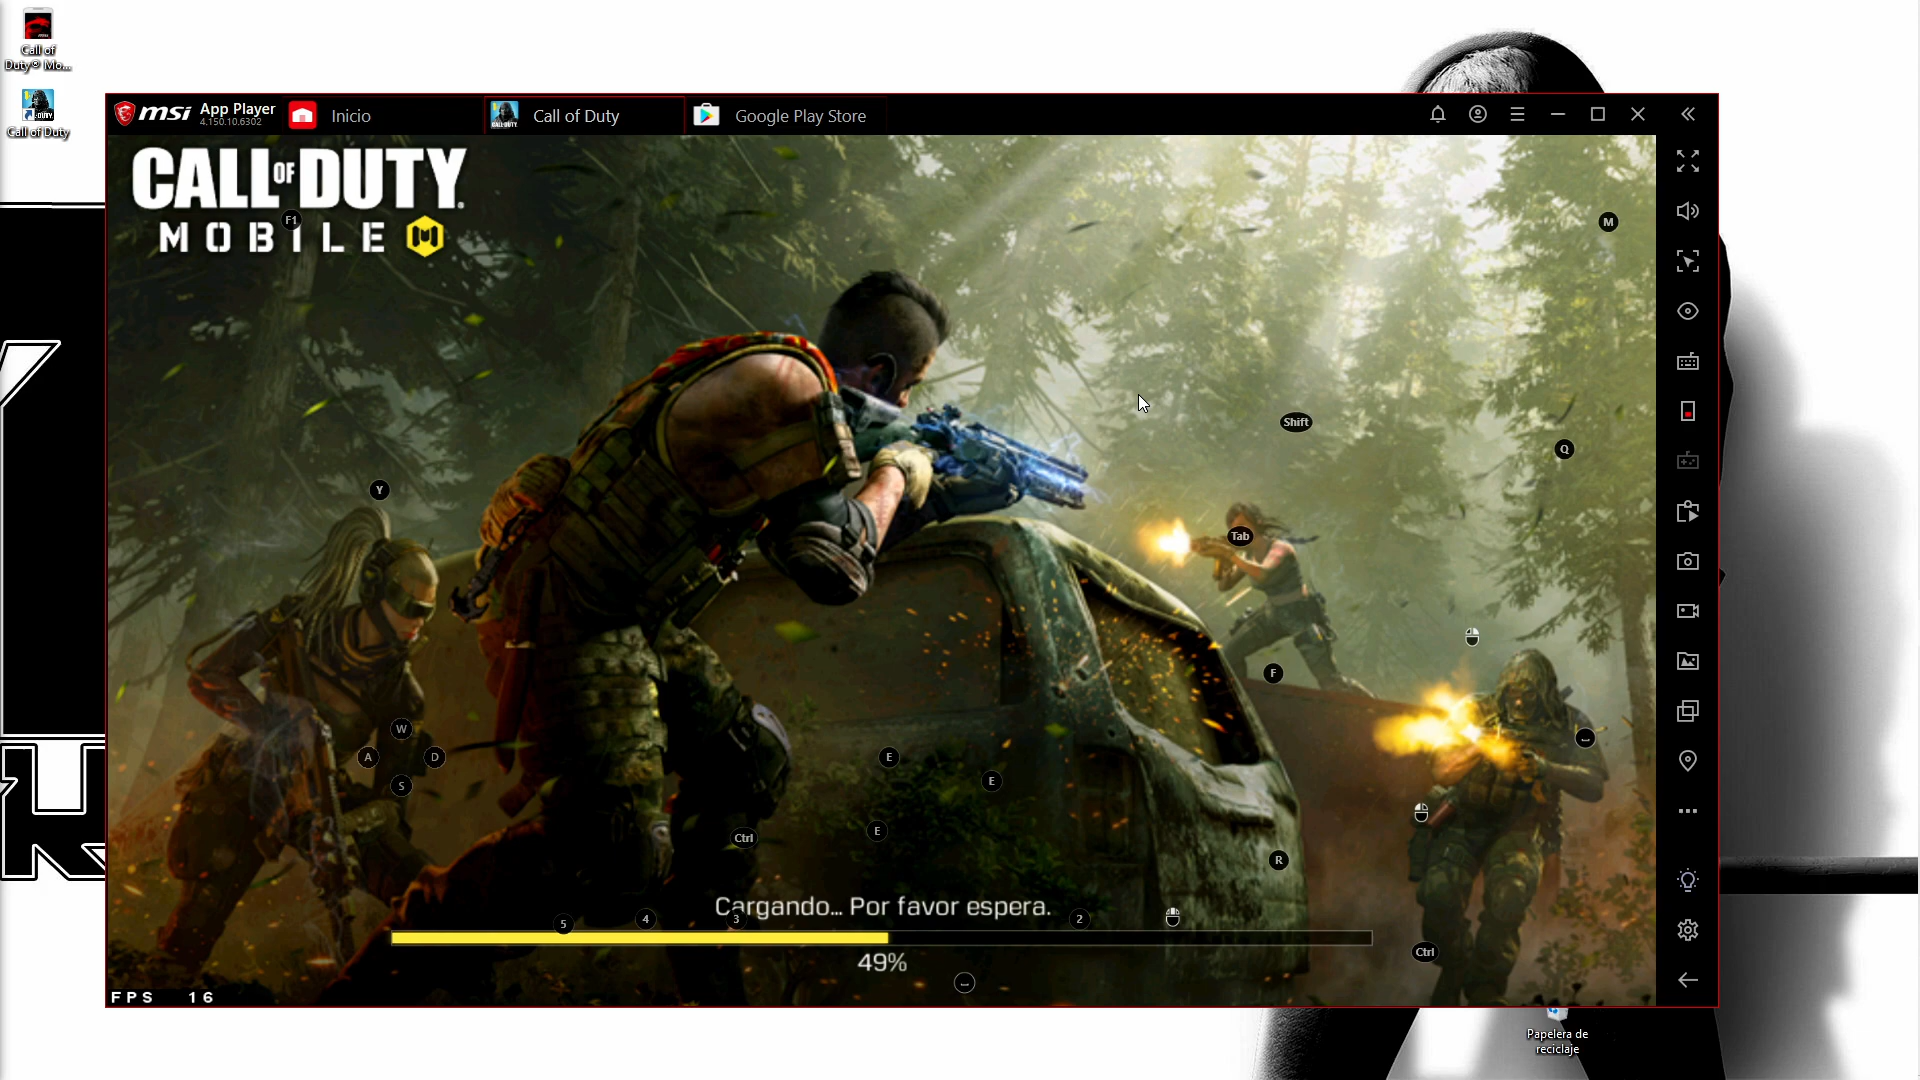 Call of
Duty® Mo...
Call of Duty
msi App Player
4.150.10.6302
Inicio
Call of Duty
Google Play Store
CALL OF DUTY
MOBILE
F1
M
Shift
Q
Y
Tab
F
W
A
D
S
E
E
E
Ctrl
R
Cargando... Por favor espera.
5
4
3
2
Ctrl
49%
FPS 16
Papelera de
reciclaje